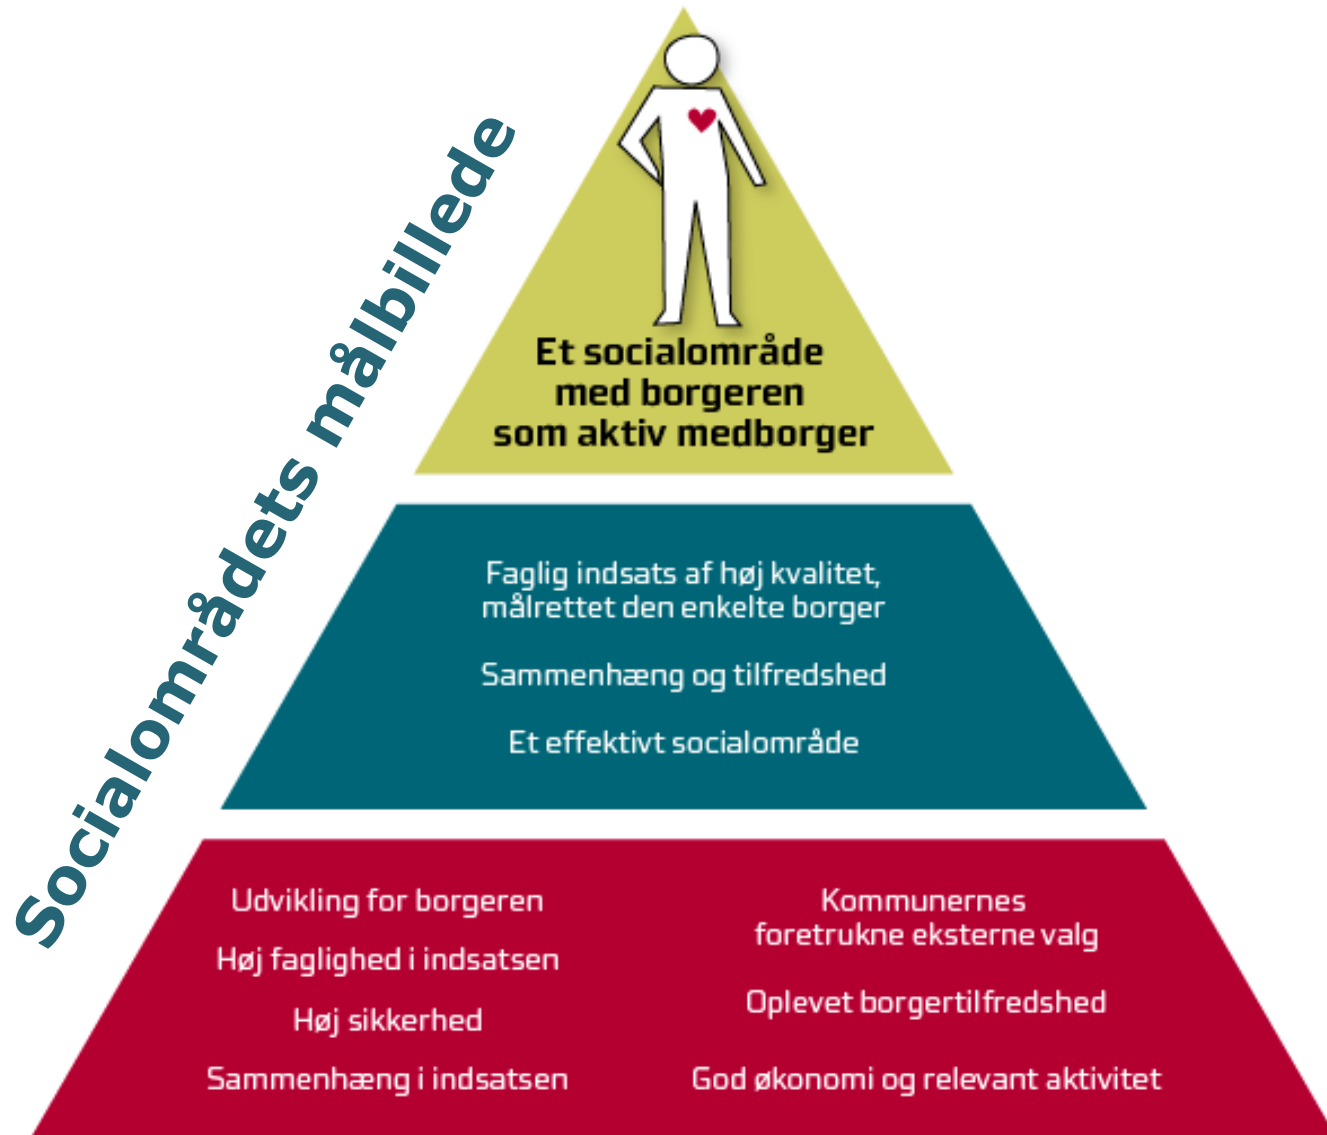 Socialområdets målbillede
Et socialområde
med borgeren
som aktiv medborger
Faglig indsats af høj kvalitet,
målrettet den enkelte borger
Sammenhæng og tilfredshed
Et effektivt socialområde
Udvikling for borgeren
Høj faglighed i indsatsen
Høj sikkerhed
Sammenhæng i indsatsen
Kommunernes
foretrukne eksterne valg
Oplevet borgertilfredshed
God økonomi og relevant aktivitet